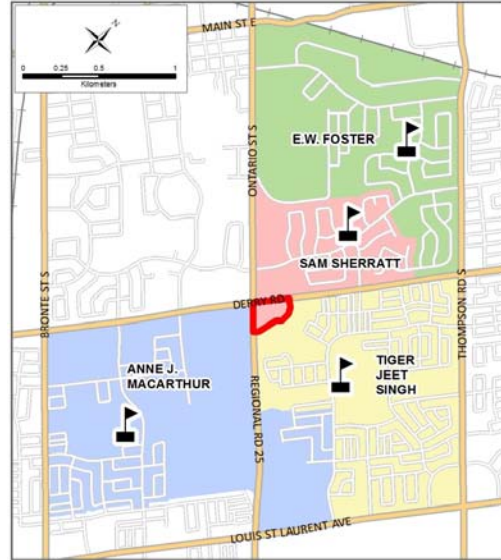 N
MAIN ST E
0 0.25 0.5 1
Kilometers
ONTARIO ST S
E.W. FOSTER
SAM SHERRATT
BRONTE ST S
DERRY RD
THOMPSON RD S
ANNE J.
MACARTHUR
TIGER
JEET
SINGH
REGIONAL RD 25
LOUIS ST LAURENT AVE